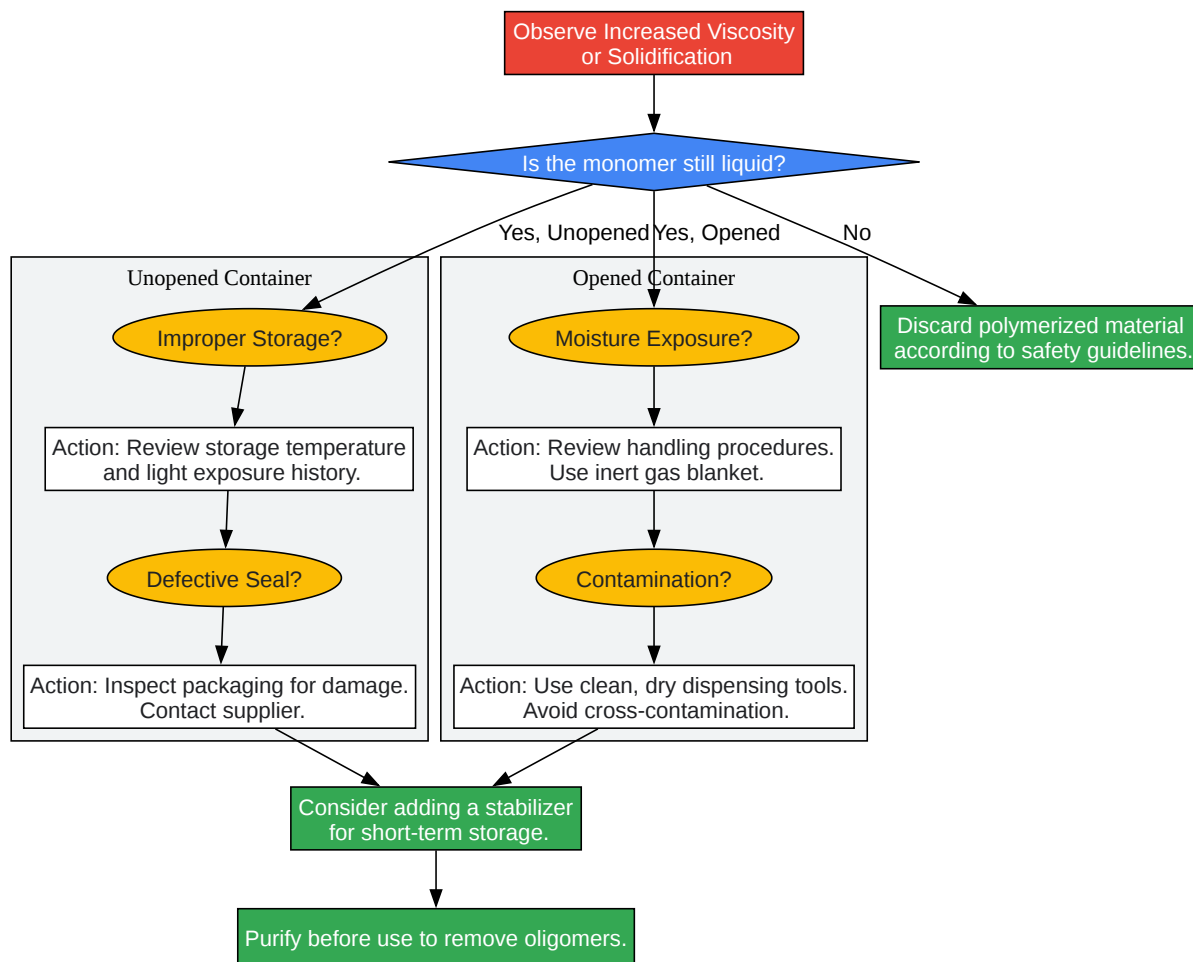 Observe Increased Viscosity
or Solidification
Is the monomer still liquid?
Yes, Unopened
Yes, Opened
No
Unopened Container
Opened Container
Improper Storage?
Moisture Exposure?
Discard polymerized material
according to safety guidelines.
Action: Review storage temperature
and light exposure history.
Action: Review handling procedures.
Use inert gas blanket.
Defective Seal?
Contamination?
Action: Inspect packaging for damage.
Contact supplier.
Action: Use clean, dry dispensing tools.
Avoid cross-contamination.
Consider adding a stabilizer
for short-term storage.
Purify before use to remove oligomers.